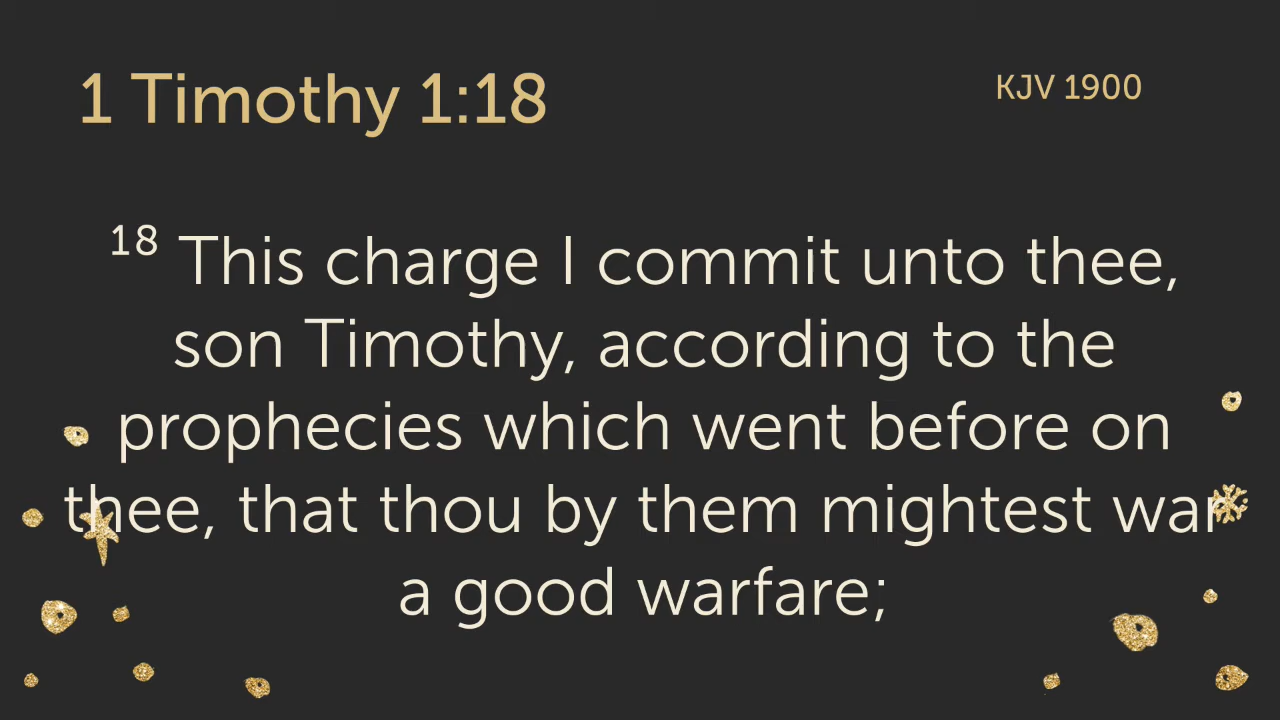 1 Timothy 1:18
KJV 1900
18 This charge I commit unto thee,
son Timothy, according to the
prophecies which went before on
thee, that thou by them mightest war
a good warfare;